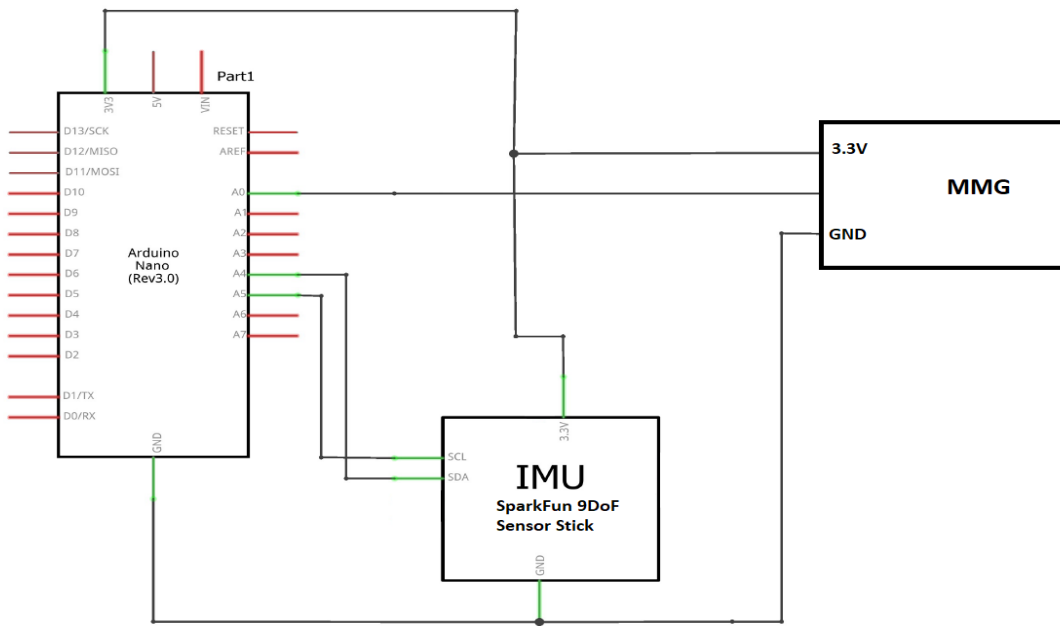 Part1
3V3
5V
VIN
D13/SCK
D12/MISO
D11/MOSI
D10
D9
D8
D7
D6
D5
D4
D3
D2
D1/TX
D0/RX
Arduino
Nano
(Rev3.0)
RESET
AREF
A0
A1
A2
A3
A4
A5
A6
A7
GND
3.3V
MMG
GND
3.3V
SCL
SDA
IMU
SparkFun 9DoF
Sensor Stick
GND